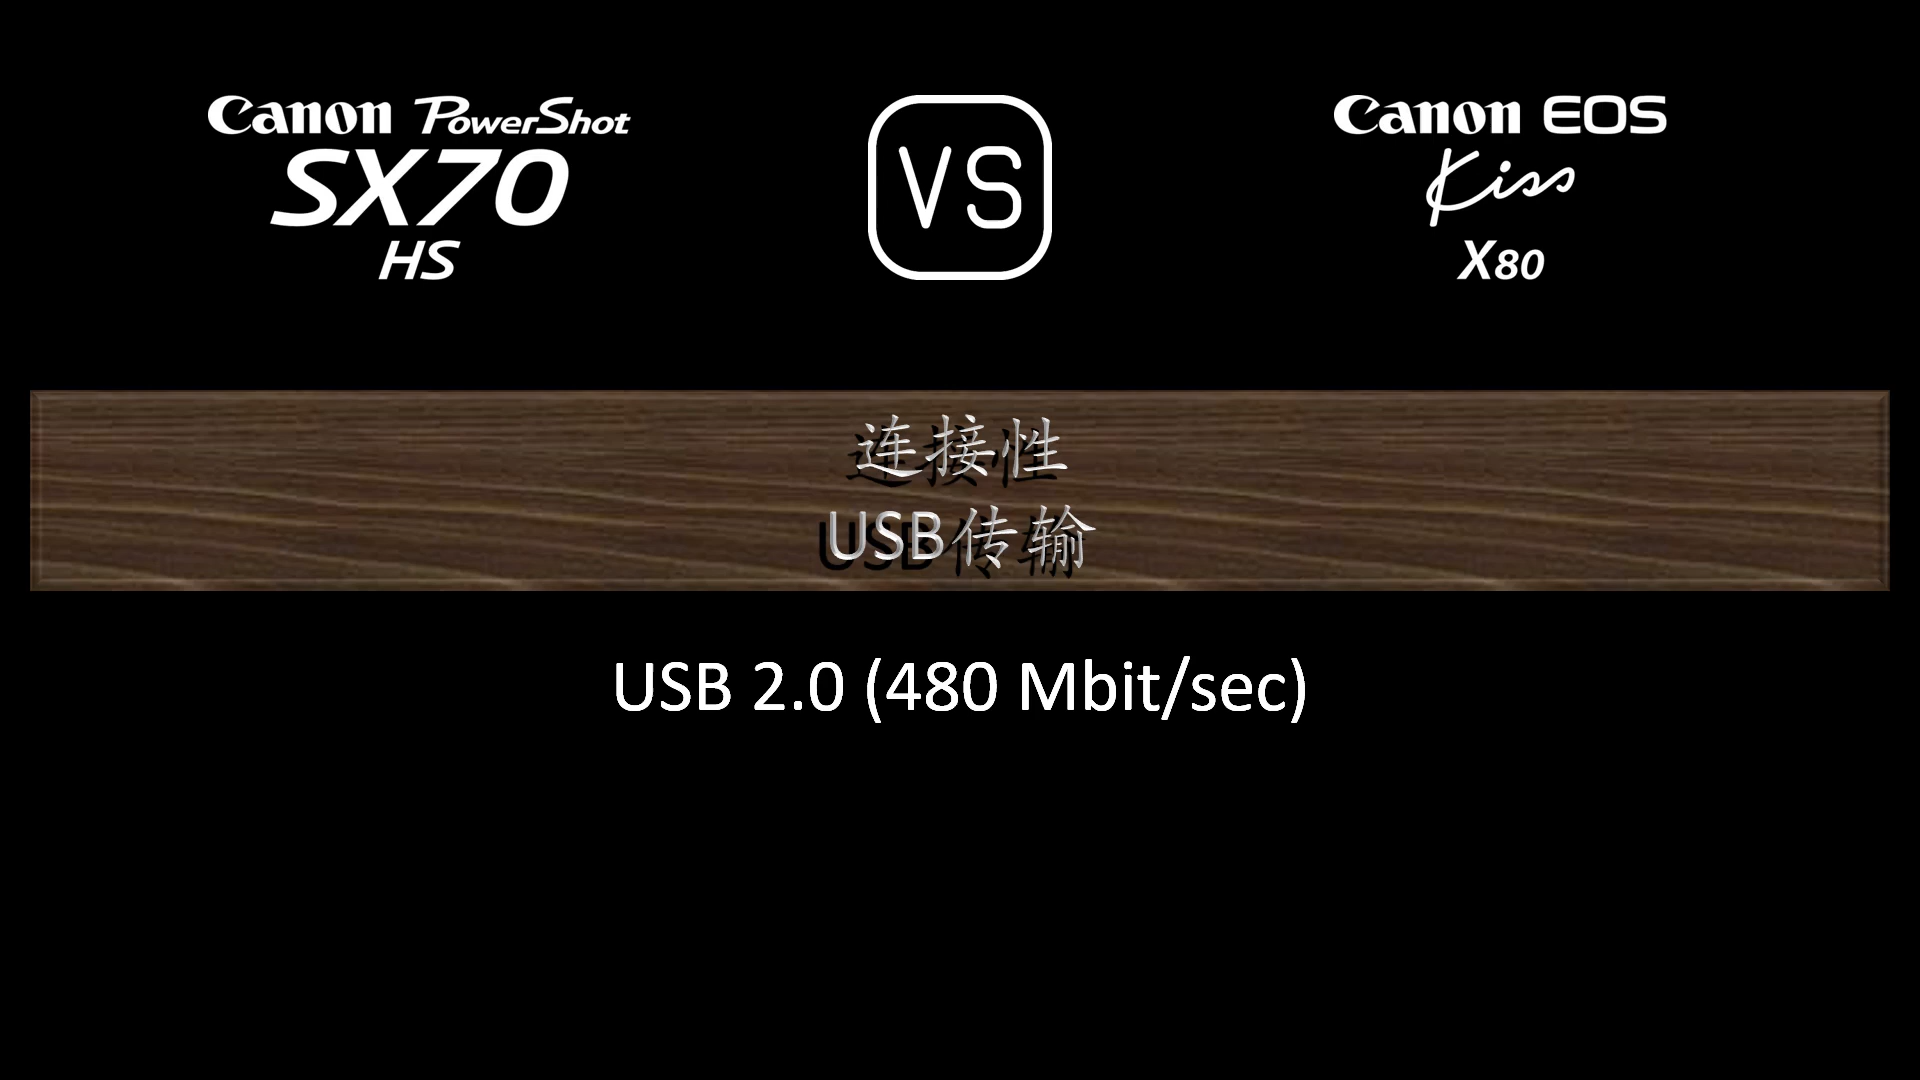 Canon PowerShot
SX70
HS
VS
Canon EOS
Kiss
X80
连接性
USB传输
USB 2.0 (480 Mbit/sec)